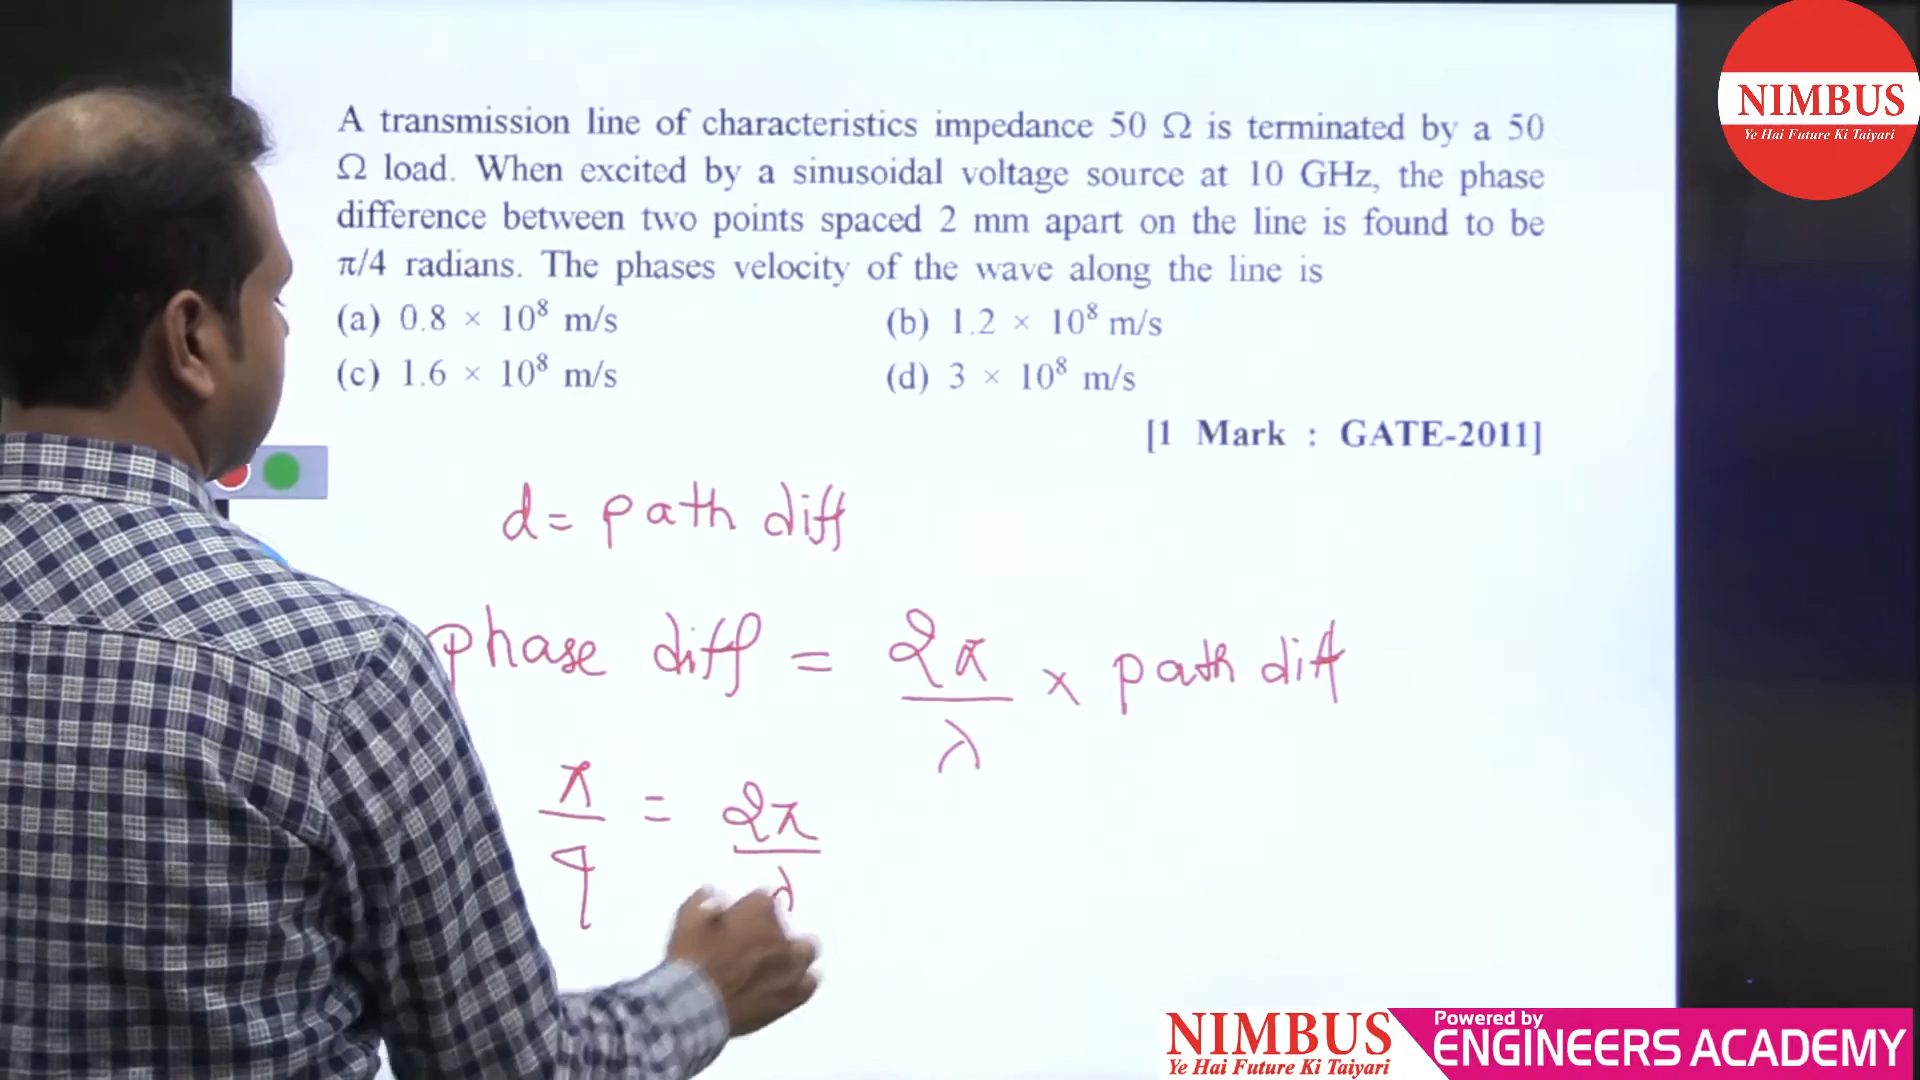 NIMBUS
Ye Hai Future Ki Taiyari
A transmission line of characteristics impedance 50 Ω is terminated by a 50
Ω load. When excited by a sinusoidal voltage source at 10 GHz, the phase
difference between two points spaced 2 mm apart on the line is found to be
π/4 radians. The phases velocity of the wave along the line is
(a) 0.8 × 10⁸ m/s (b) 1.2 × 10⁸ m/s
(c) 1.6 × 10⁸ m/s (d) 3 × 10⁸ m/s
[1 Mark : GATE-2011]
d = path diff
phase diff = 2π/λ × path diff
π/4 = 2π/λ
NIMBUS
Ye Hai Future Ki Taiyari
Powered by
ENGINEERS ACADEMY